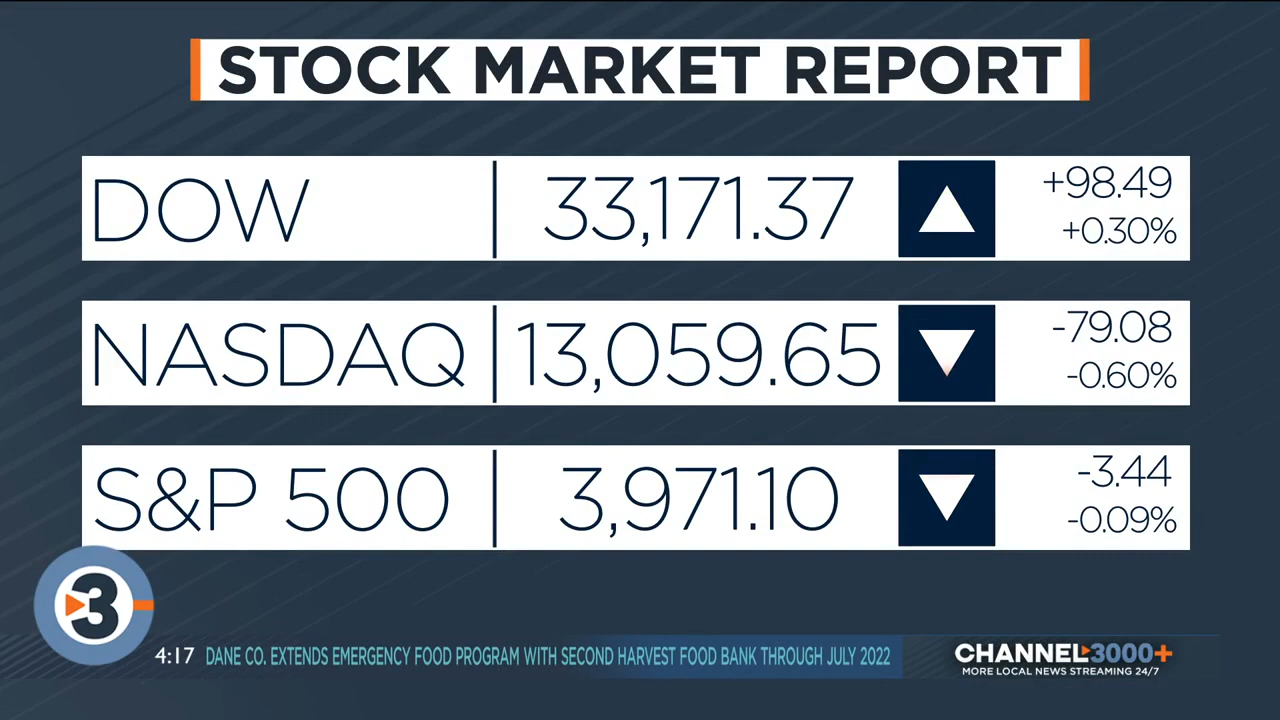 STOCK MARKET REPORT
DOW 33,171.37 +98.49
+0.30%
NASDAQ 13,059.65 -79.08
-0.60%
S&P 500 3,971.10 -3.44
-0.09%
3
4:17 DANE CO. EXTENDS EMERGENCY FOOD PROGRAM WITH SECOND HARVEST FOOD BANK THROUGH JULY 2022
CHANNEL3000+
MORE LOCAL NEWS STREAMING 24/7